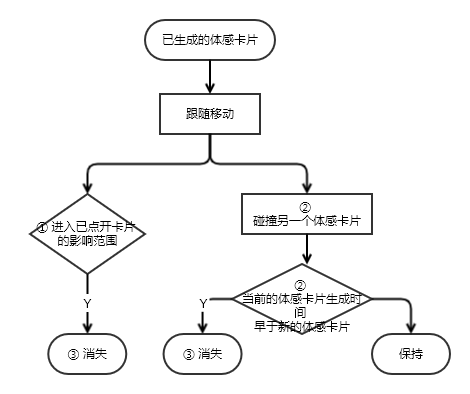 已生成的体感卡片
跟随移动
① 进入已点开卡片
的影响范围
②
碰撞另一个体感卡片
②
当前的体感卡片生成时
间
早于新的体感卡片
Y
Y
③ 消失
③ 消失
保持